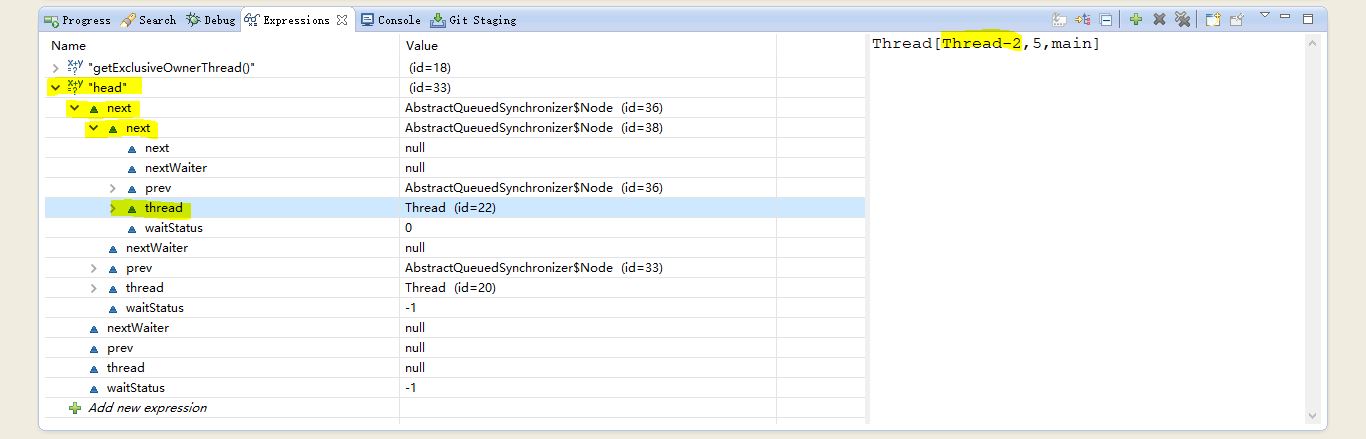 Progress Search Debug Expressions Console Git Staging
Name Value
"getExclusiveOwnerThread()" (id=18)
"head" (id=33)
next AbstractQueuedSynchronizer$Node (id=36)
next AbstractQueuedSynchronizer$Node (id=38)
next null
nextWaiter null
prev AbstractQueuedSynchronizer$Node (id=36)
thread Thread (id=22)
waitStatus 0
nextWaiter null
prev AbstractQueuedSynchronizer$Node (id=33)
thread Thread (id=20)
waitStatus -1
nextWaiter null
prev null
thread null
waitStatus -1
Add new expression
Thread[Thread-2,5,main]